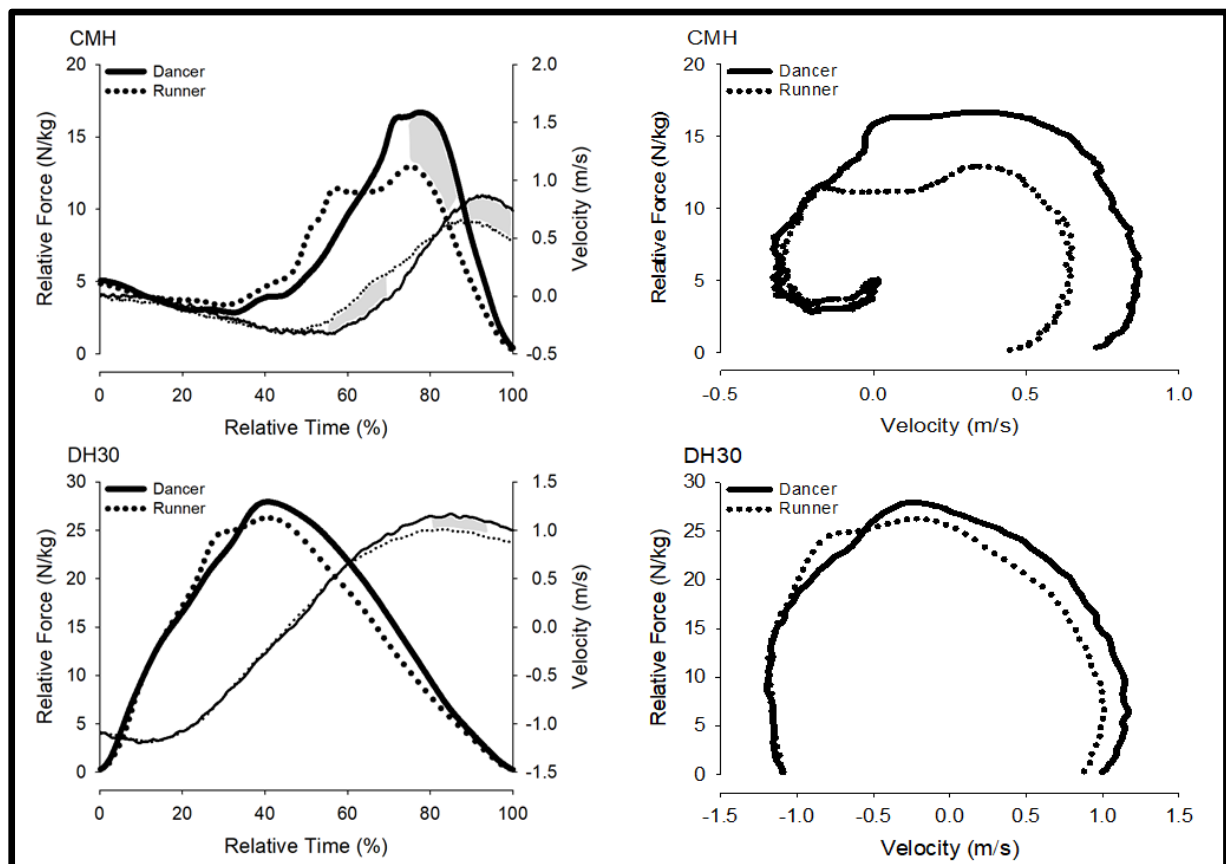 CMH
Dancer
Runner
20
15
10
5
0
Relative Force (N/kg)
2.0
1.5
1.0
0.5
0.0
-0.5
Velocity (m/s)
0 20 40 60 80 100
Relative Time (%)
CMH
Dancer
Runner
20
15
10
5
0
Relative Force (N/kg)
-0.5 0.0 0.5 1.0
Velocity (m/s)
DH30
Dancer
Runner
30
25
20
15
10
5
0
Relative Force (N/kg)
1.5
1.0
0.5
0.0
-0.5
-1.0
-1.5
Velocity (m/s)
0 20 40 60 80 100
Relative Time (%)
DH30
Dancer
Runner
30
25
20
15
10
5
0
Relative Force (N/kg)
-1.5 -1.0 -0.5 0.0 0.5 1.0 1.5
Velocity (m/s)